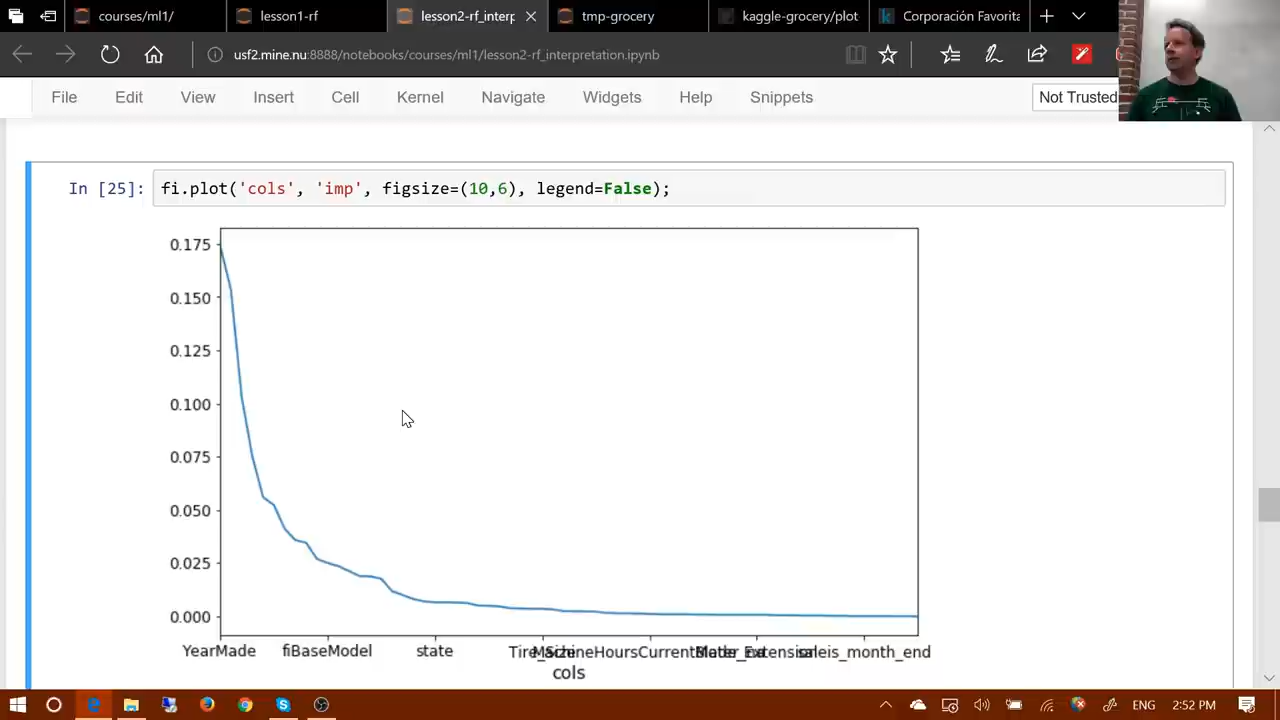 courses/ml1/
lesson1-rf
lesson2-rf_interp
tmp-grocery
kaggle-grocery/plot
Corporación Favorita
usf2.mine.nu:8888/notebooks/courses/ml1/lesson2-rf_interpretation.ipynb
File Edit View Insert Cell Kernel Navigate Widgets Help Snippets Not Trusted
In [25]: fi.plot('cols', 'imp', figsize=(10,6), legend=False);
0.175
0.150
0.125
0.100
0.075
0.050
0.025
0.000
YearMade fiBaseModel state Tire_Size MachineHoursCurrentMeter saleIs_month_end
cols
ENG 2:52 PM